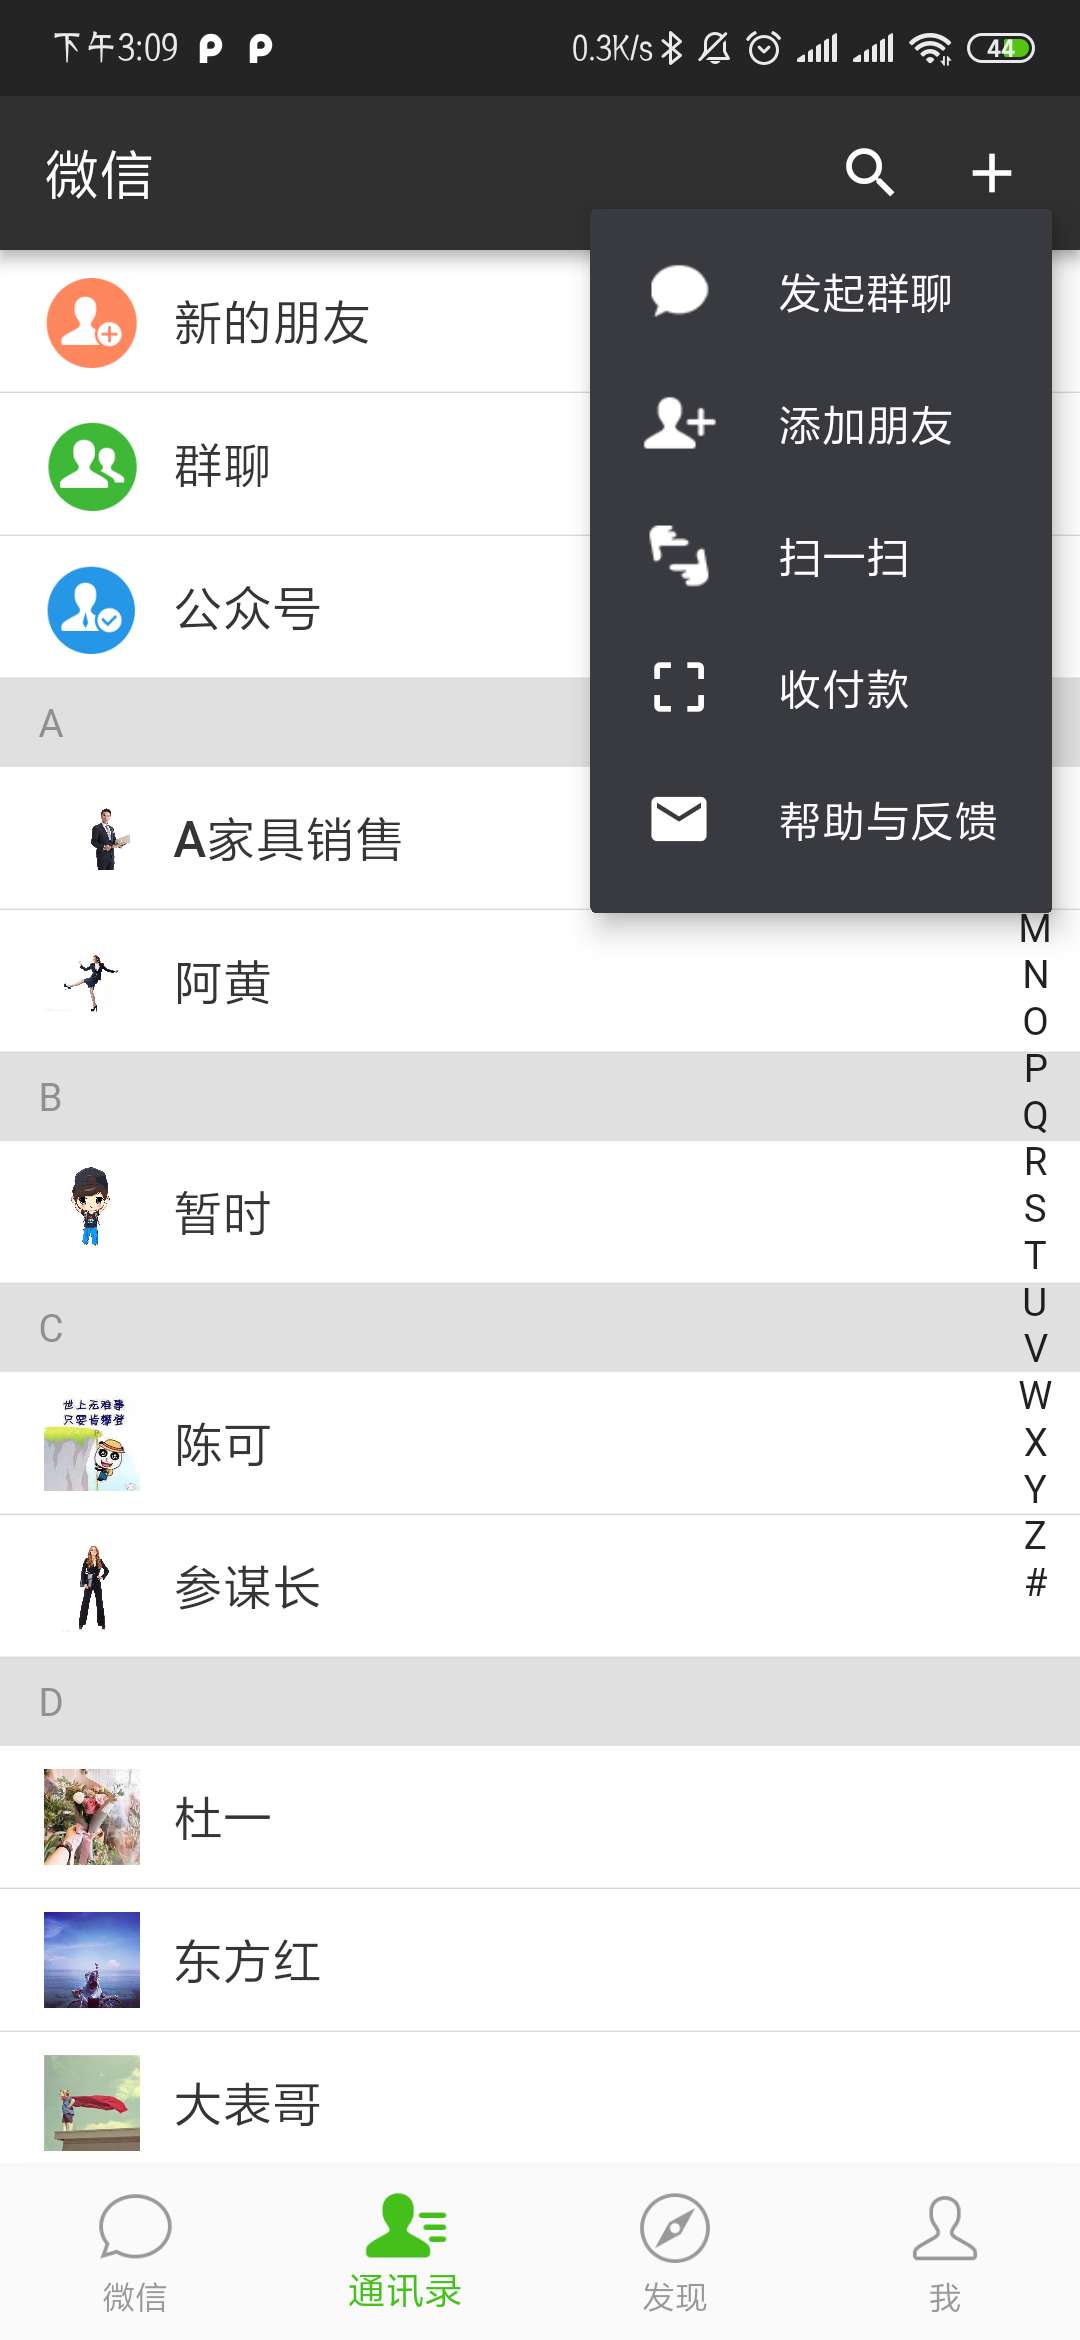 下午3:09
0.3K/s
44
微信
发起群聊
添加朋友
扫一扫
收付款
帮助与反馈
新的朋友
群聊
公众号
A
A家具销售
阿黄
B
暂时
C
世上无难事
只要肯攀登
陈可
参谋长
D
杜一
东方红
大表哥
M
N
O
P
Q
R
S
T
U
V
W
X
Y
Z
#
微信
通讯录
发现
我